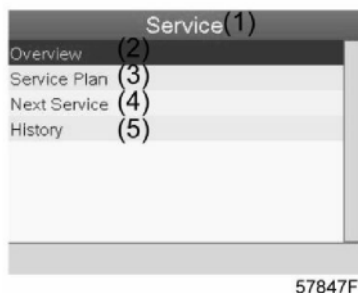 Service(1)
Overview (2)
Service Plan (3)
Next Service (4)
History (5)
57847F